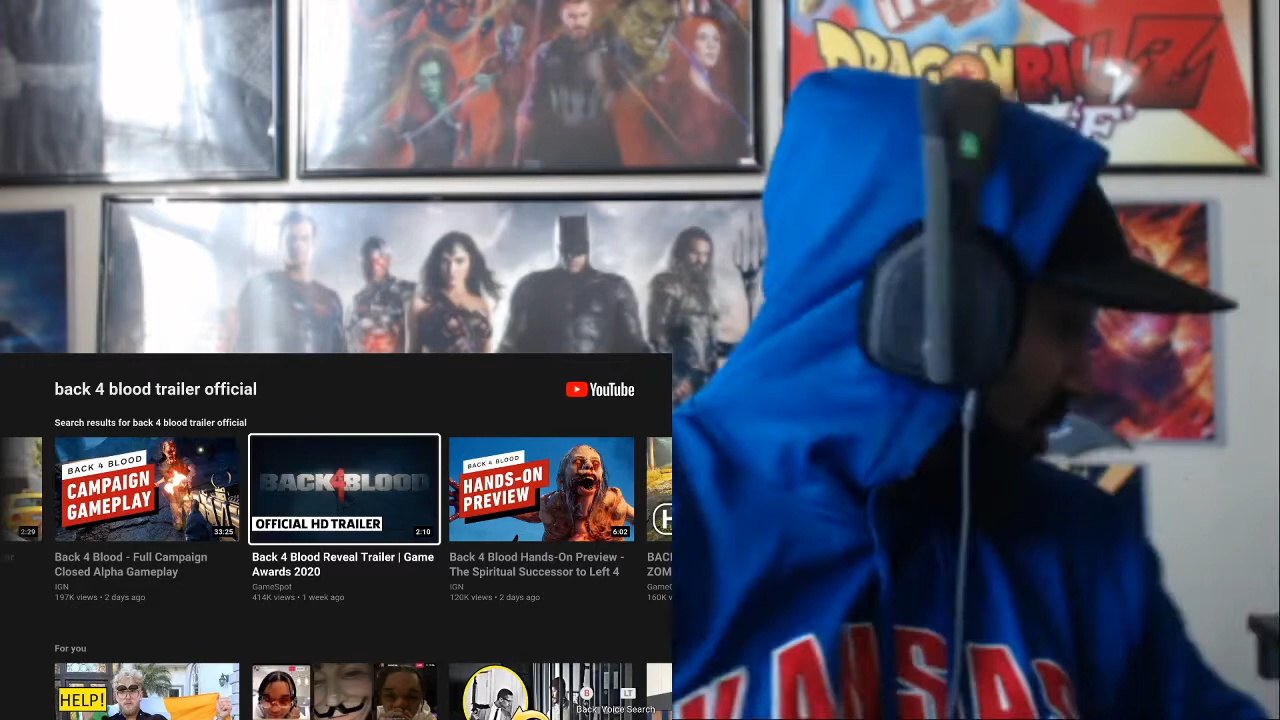 DRAGON BALL Z
"F"
back 4 blood trailer official
YouTube
Search results for back 4 blood trailer official
2:29
BACK 4 BLOOD
CAMPAIGN
GAMEPLAY
33:25
BACK 4 BLOOD
OFFICIAL HD TRAILER
2:10
BACK 4 BLOOD
HANDS-ON
PREVIEW
6:02
Back 4 Blood - Full Campaign
Closed Alpha Gameplay
IGN
197K views • 2 days ago
Back 4 Blood Reveal Trailer | Game
Awards 2020
GameSpot
414K views • 1 week ago
Back 4 Blood Hands-On Preview -
The Spiritual Successor to Left 4
IGN
120K views • 2 days ago
BAC
ZOM
160K v
For you
HELP!
B
LT
Back Voice Search
KANSAS